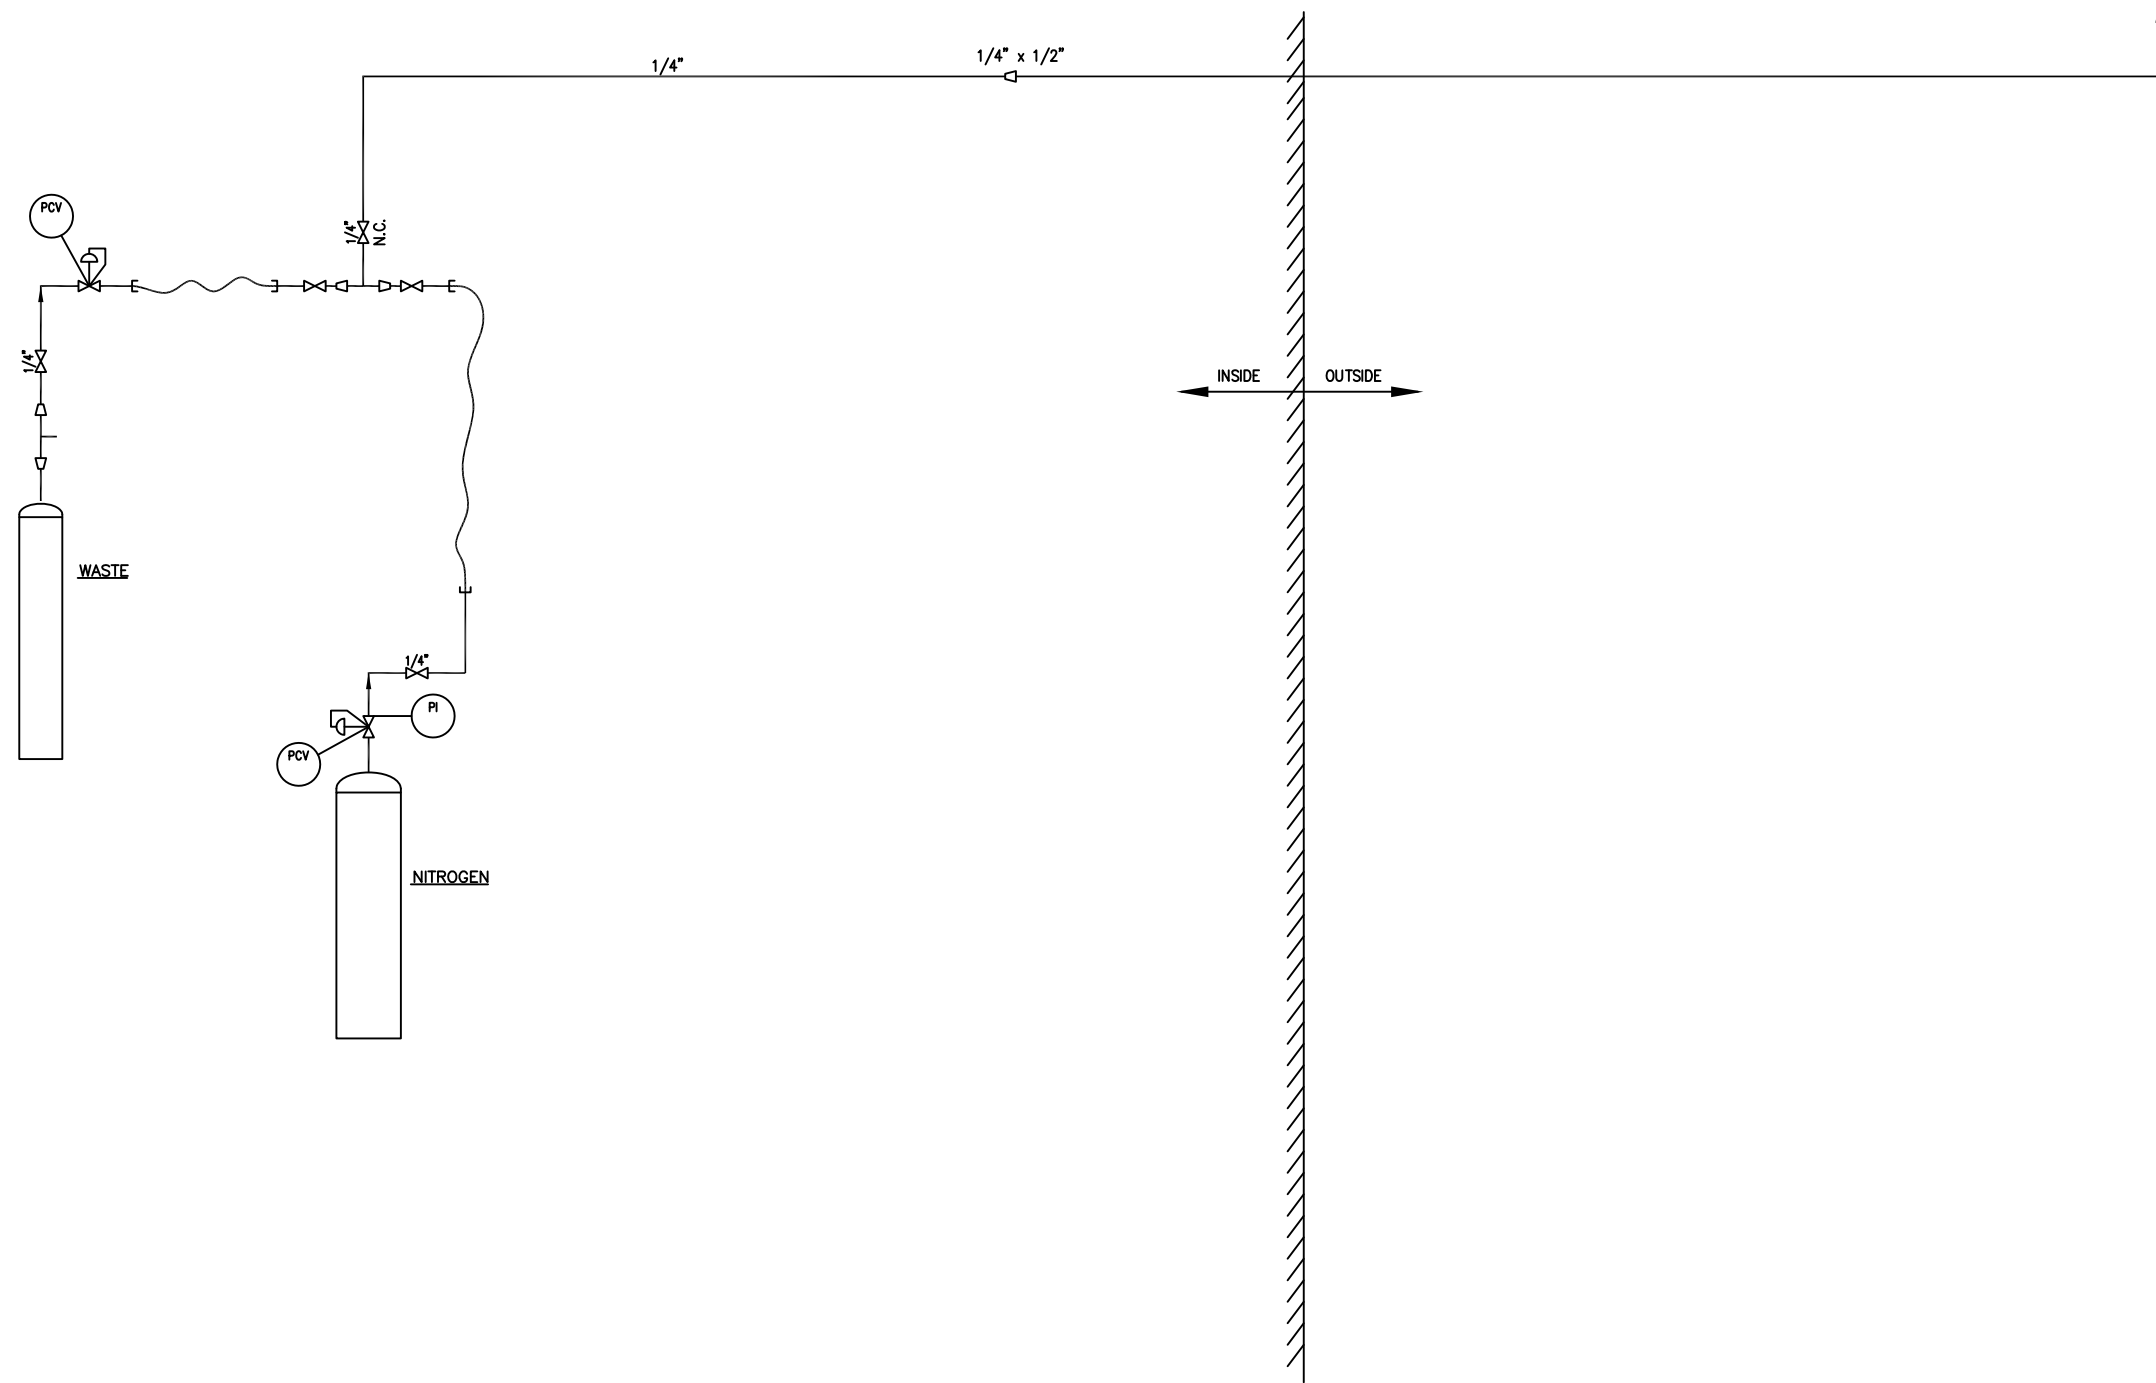 1/4" x 1/2"
1/4"
PCV
1/4"
N.C.
1/4"
INSIDE
OUTSIDE
WASTE
1/4"
PI
PCV
NITROGEN